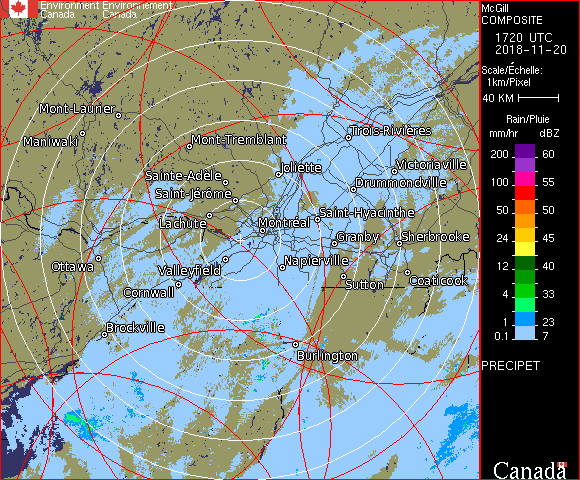 Environment Environnement
Canada Canada
Mont-Laurier
Maniwaki
Mont-Tremblant
Trois-Rivières
Sainte-Adèle
Joliette
Victoriaville
Saint-Jérôme
Drummondville
Lachute
Saint-Hyacinthe
Montréal
Granby
Sherbrooke
Ottawa
Valleyfield
Napierville
Cornwall
Sutton
Coaticook
Brockville
Burlington
McGill
COMPOSITE
1720 UTC
2018-11-20
Scale/Échelle:
1km/Pixel
40 KM
Rain/Pluie
mm/hr dBZ
200 60
100 55
50 50
24 45
12 40
4 33
1 23
0.1 7
PRECIPET
Canada